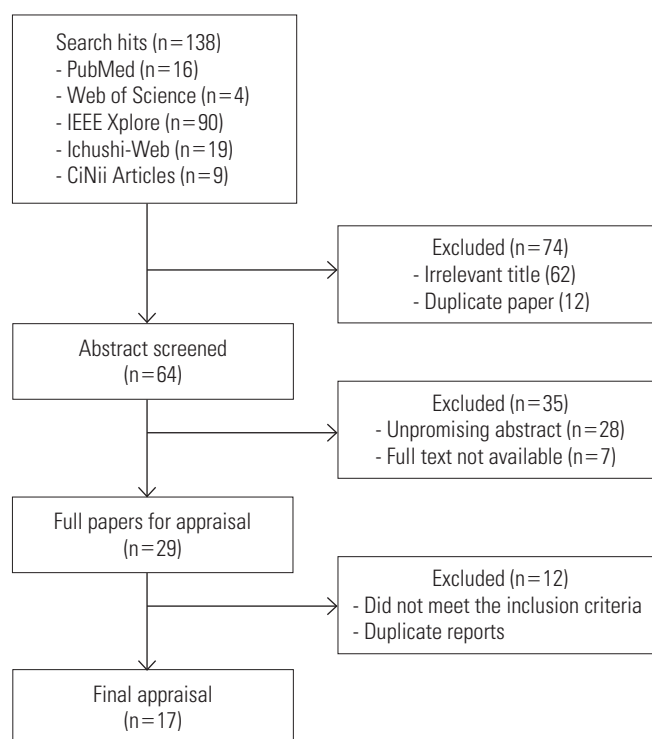 Search hits (n=138)
- PubMed (n=16)
- Web of Science (n=4)
- IEEE Xplore (n=90)
- Ichushi-Web (n=19)
- CiNii Articles (n=9)
Excluded (n=74)
- Irrelevant title (62)
- Duplicate paper (12)
Abstract screened
(n=64)
Excluded (n=35)
- Unpromising abstract (n=28)
- Full text not available (n=7)
Full papers for appraisal
(n=29)
Excluded (n=12)
- Did not meet the inclusion criteria
- Duplicate reports
Final appraisal
(n=17)